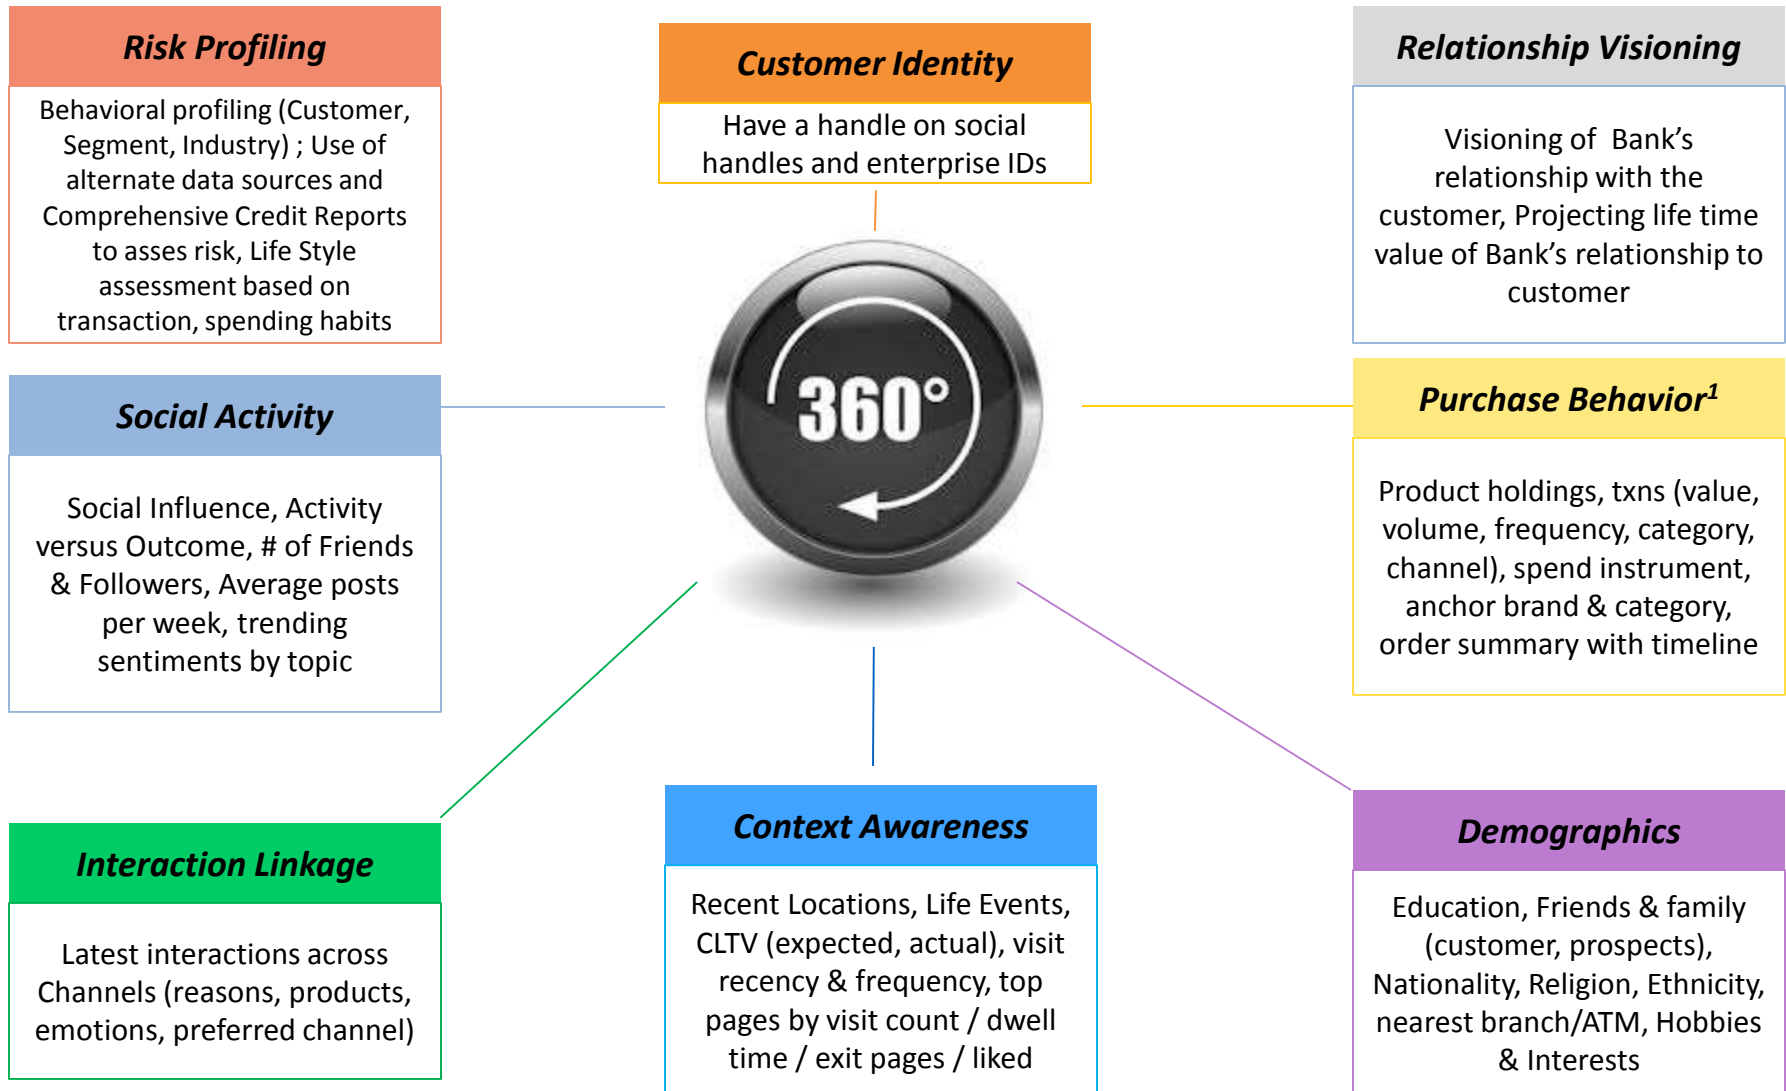 Risk Profiling
Behavioral profiling (Customer,
Segment, Industry) ; Use of
alternate data sources and
Comprehensive Credit Reports
to asses risk, Life Style
assessment based on
transaction, spending habits
Customer Identity
Have a handle on social
handles and enterprise IDs
Relationship Visioning
Visioning of Bank’s
relationship with the
customer, Projecting life time
value of Bank’s relationship to
customer
Social Activity
Social Influence, Activity
versus Outcome, # of Friends
& Followers, Average posts
per week, trending
sentiments by topic
360°
Purchase Behavior¹
Product holdings, txns (value,
volume, frequency, category,
channel), spend instrument,
anchor brand & category,
order summary with timeline
Interaction Linkage
Latest interactions across
Channels (reasons, products,
emotions, preferred channel)
Context Awareness
Recent Locations, Life Events,
CLTV (expected, actual), visit
recency & frequency, top
pages by visit count / dwell
time / exit pages / liked
Demographics
Education, Friends & family
(customer, prospects),
Nationality, Religion, Ethnicity,
nearest branch/ATM, Hobbies
& Interests